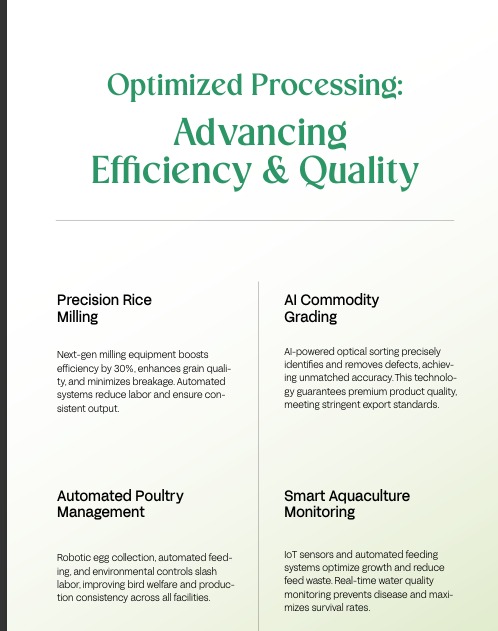 Optimized Processing:
Advancing
Efficiency & Quality
Precision Rice
Milling
Next-gen milling equipment boosts
efficiency by 30%, enhances grain quali-
ty, and minimizes breakage. Automated
systems reduce labor and ensure con-
sistent output.
AI Commodity
Grading
AI-powered optical sorting precisely
identifies and removes defects, achiev-
ing unmatched accuracy. This technolo-
gy guarantees premium product quality,
meeting stringent export standards.
Automated Poultry
Management
Robotic egg collection, automated feed-
ing, and environmental controls slash
labor, improving bird welfare and produc-
tion consistency across all facilities.
Smart Aquaculture
Monitoring
IoT sensors and automated feeding
systems optimize growth and reduce
feed waste. Real-time water quality
monitoring prevents disease and maxi-
mizes survival rates.